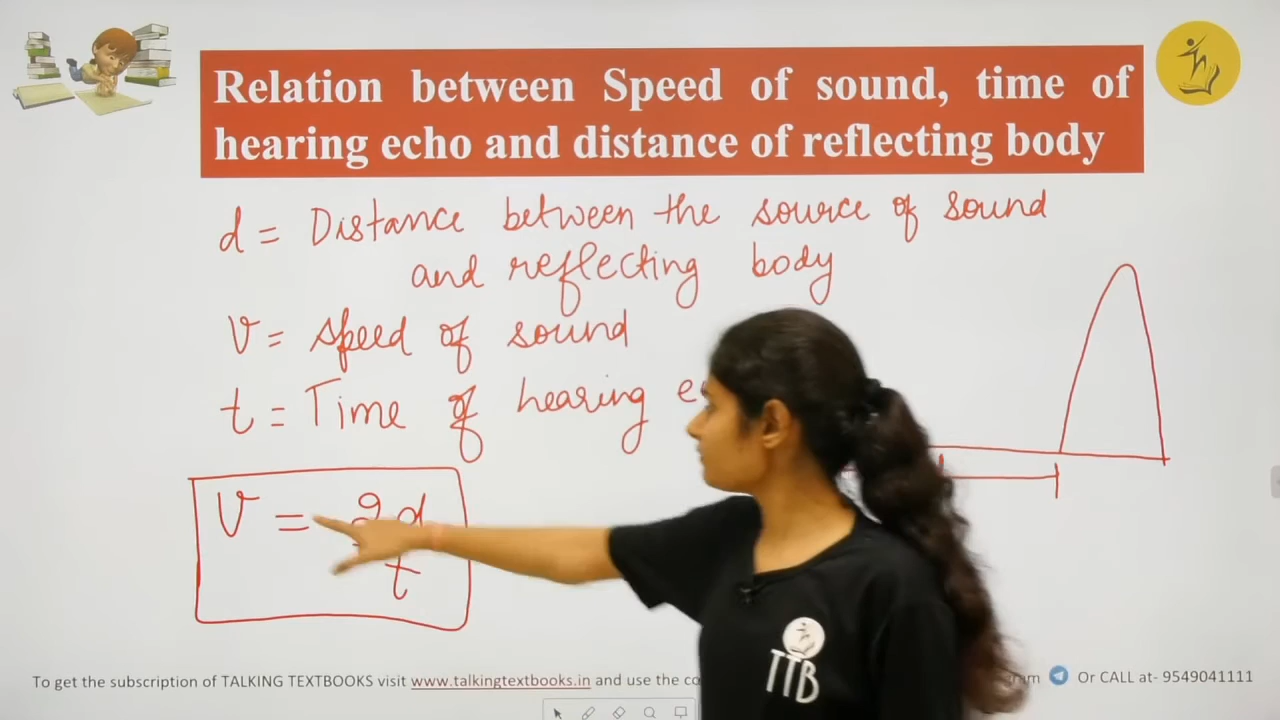 Relation between Speed of sound, time of
hearing echo and distance of reflecting body
d = Distance between the source of sound
and reflecting body
V = speed of sound
t = Time of hearing
V = 2d
t
TTB
To get the subscription of TALKING TEXTBOOKS visit www.talkingtextbooks.in and use the
Or CALL at- 9549041111